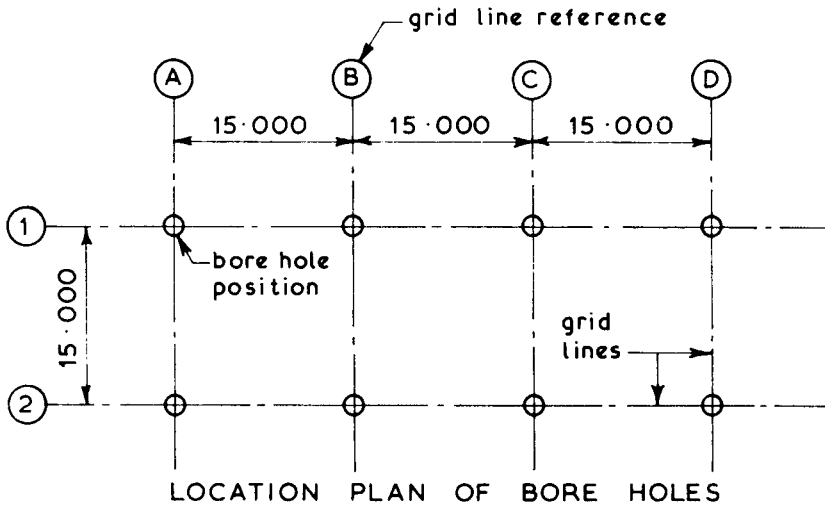 grid line reference
A B C D
15·000 15·000 15·000
1
bore hole
position
15·000
grid
lines
2
LOCATION PLAN OF BORE HOLES